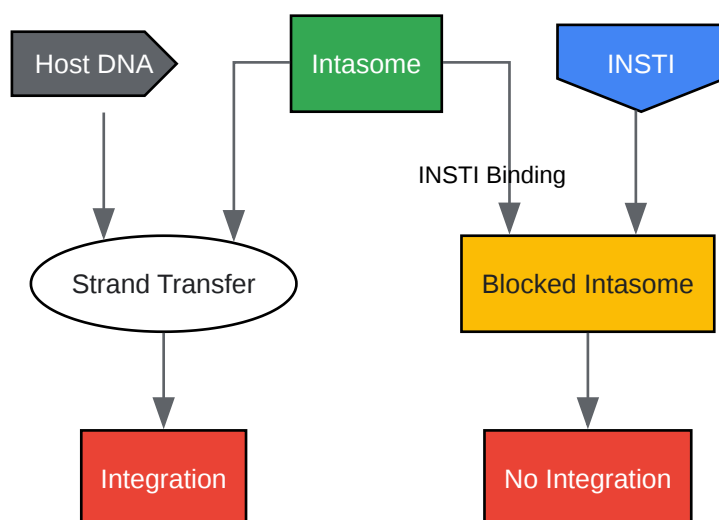 Host DNA
Intasome
INSTI
INSTI Binding
Strand Transfer
Blocked Intasome
Integration
No Integration